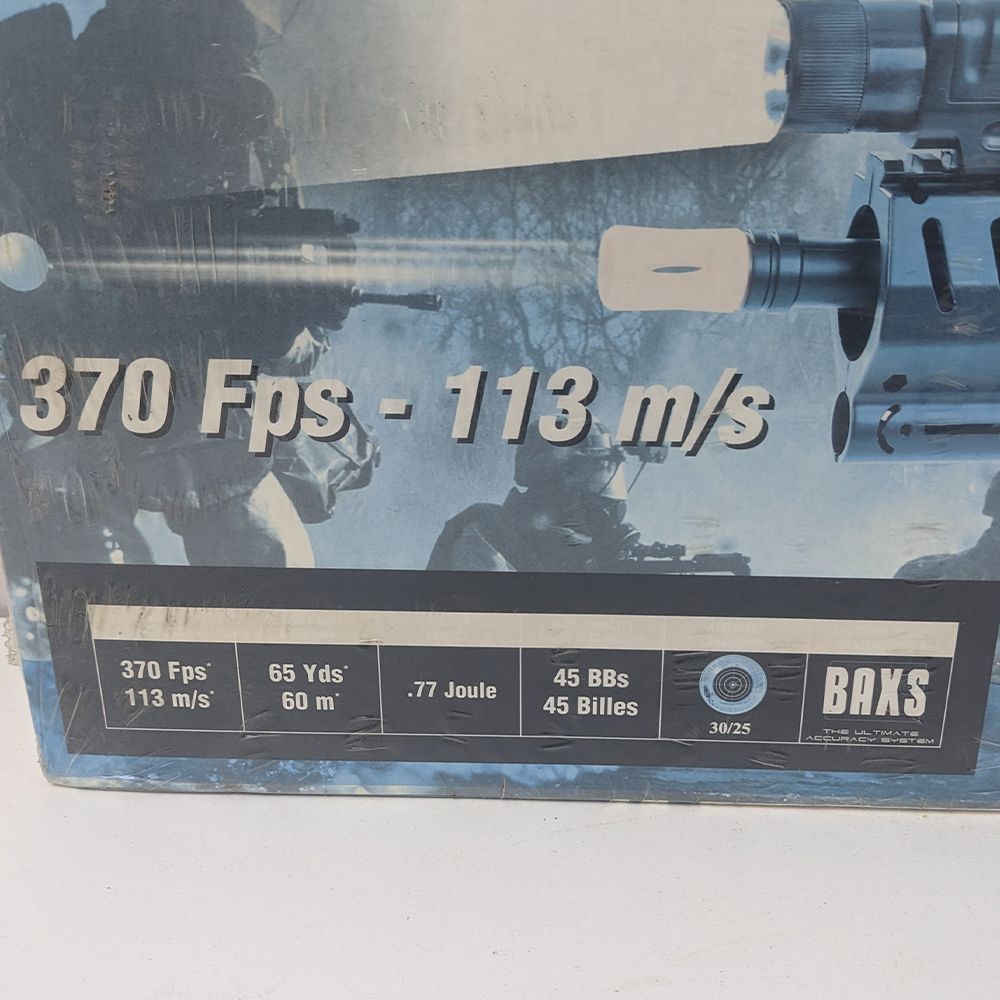 370 Fps - 113 m/s
370 Fps*
113 m/s*
65 Yds*
60 m*
.77 Joule
45 BBs
45 Billes
30/25
BAXS
THE ULTIMATE
ACCURACY SYSTEM